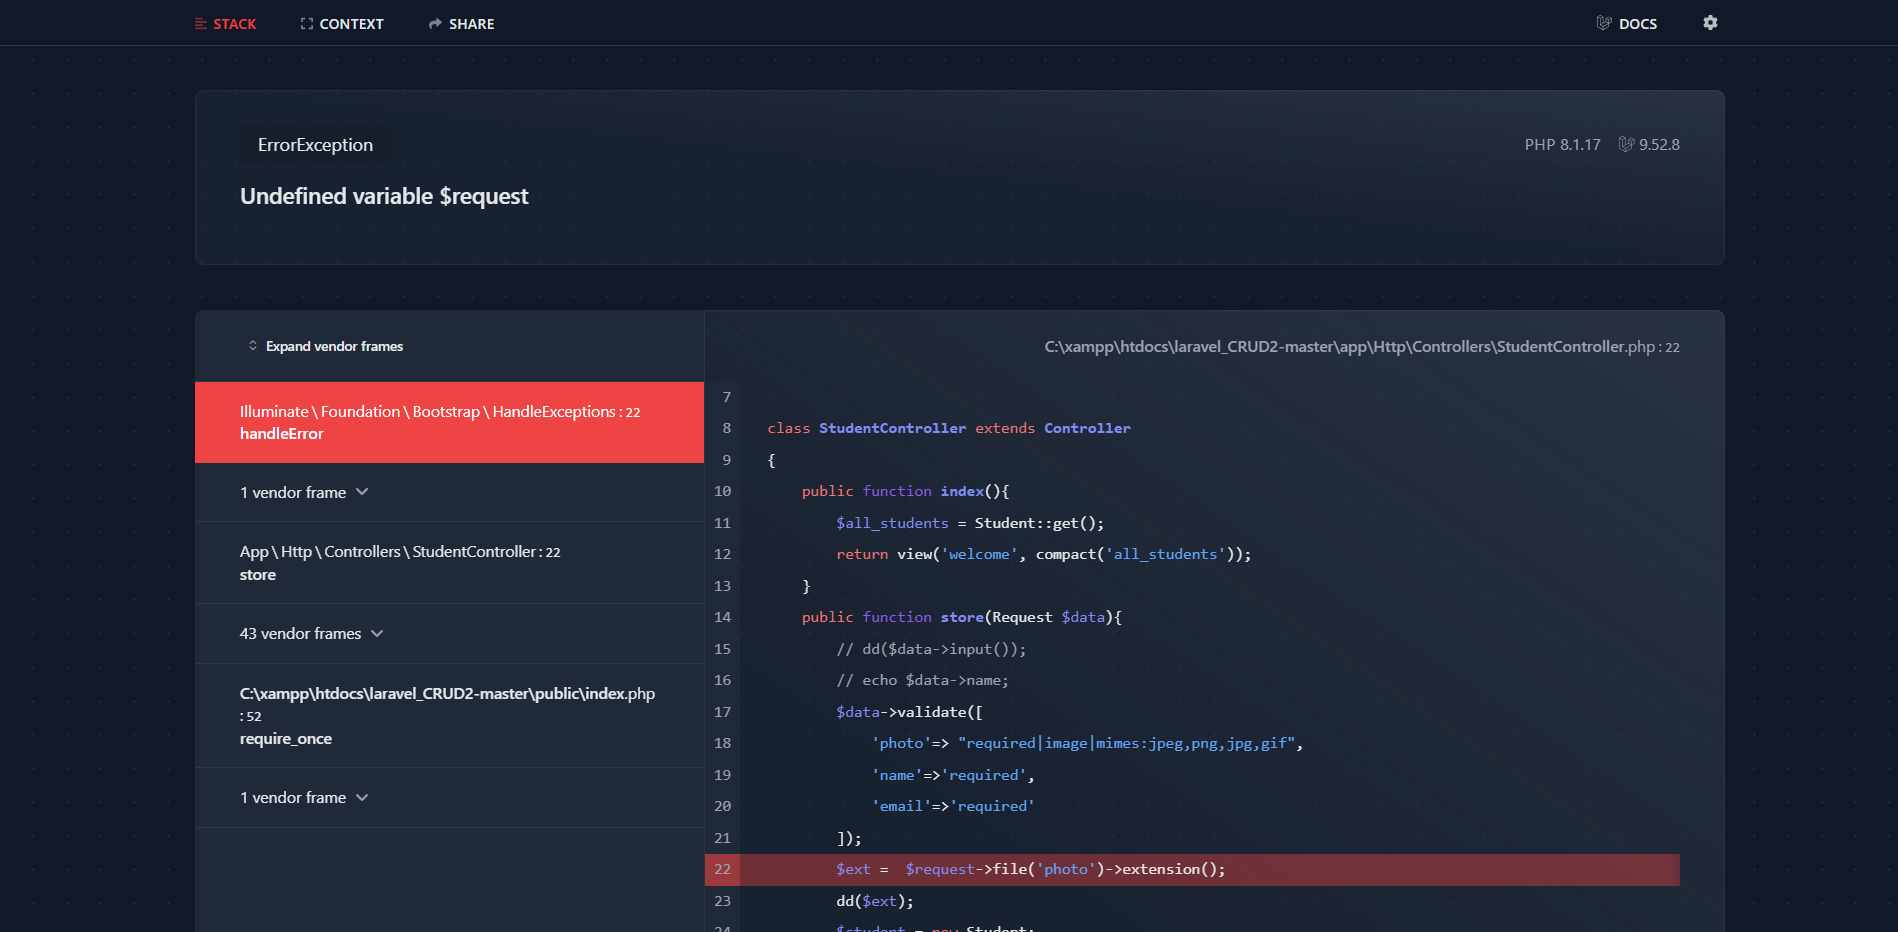 STACK CONTEXT SHARE DOCS
ErrorException PHP 8.1.17 9.52.8
Undefined variable $request
Expand vendor frames
Illuminate \ Foundation \ Bootstrap \ HandleExceptions : 22
handleError
1 vendor frame
App \ Http \ Controllers \ StudentController : 22
store
43 vendor frames
C:\xampp\htdocs\laravel_CRUD2-master\public\index.php
: 52
require_once
1 vendor frame
C:\xampp\htdocs\laravel_CRUD2-master\app\Http\Controllers\StudentController.php : 22
7
8 class StudentController extends Controller
9 {
10     public function index(){
11         $all_students = Student::get();
12         return view('welcome', compact('all_students'));
13     }
14     public function store(Request $data){
15         // dd($data->input());
16         // echo $data->name;
17         $data->validate([
18             'photo'=> "required|image|mimes:jpeg,png,jpg,gif",
19             'name'=>'required',
20             'email'=>'required'
21         ]);
22         $ext =  $request->file('photo')->extension();
23         dd($ext);
24         $student = new Student;